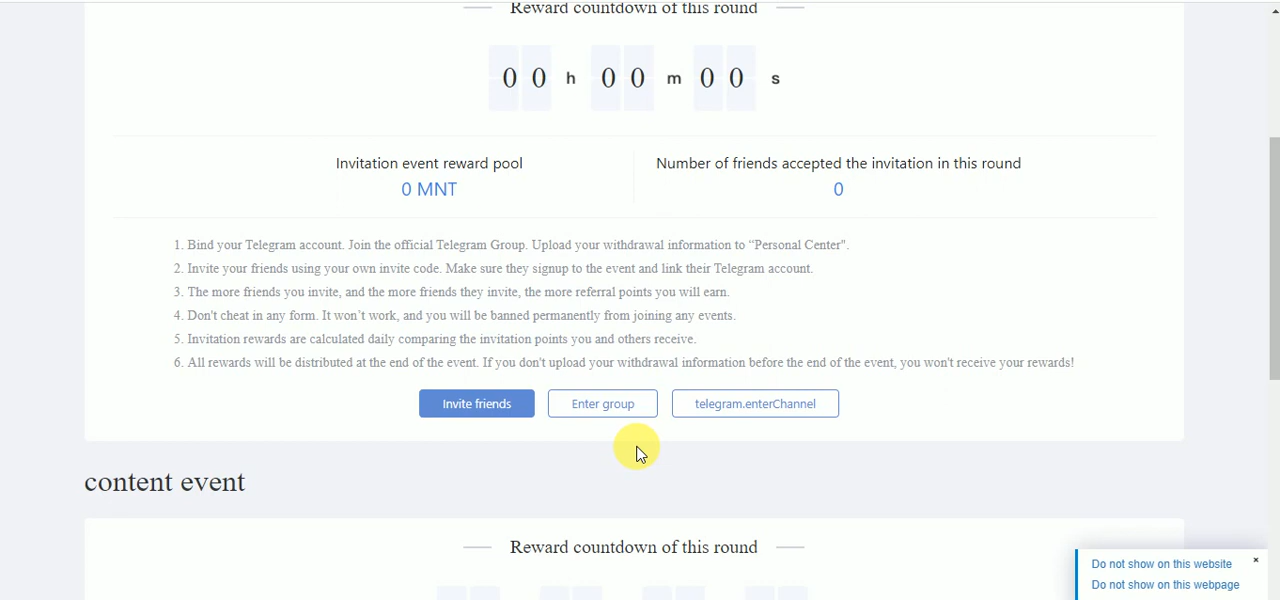 Reward countdown of this round
0 0 h 0 0 m 0 0 s
Invitation event reward pool
0 MNT
Number of friends accepted the invitation in this round
0
1. Bind your Telegram account. Join the official Telegram Group. Upload your withdrawal information to “Personal Center".
2. Invite your friends using your own invite code. Make sure they signup to the event and link their Telegram account.
3. The more friends you invite, and the more friends they invite, the more referral points you will earn.
4. Don't cheat in any form. It won’t work, and you will be banned permanently from joining any events.
5. Invitation rewards are calculated daily comparing the invitation points you and others receive.
6. All rewards will be distributed at the end of the event. If you don't upload your withdrawal information before the end of the event, you won't receive your rewards!
Invite friends
Enter group
telegram.enterChannel
content event
Reward countdown of this round
Do not show on this website
Do not show on this webpage